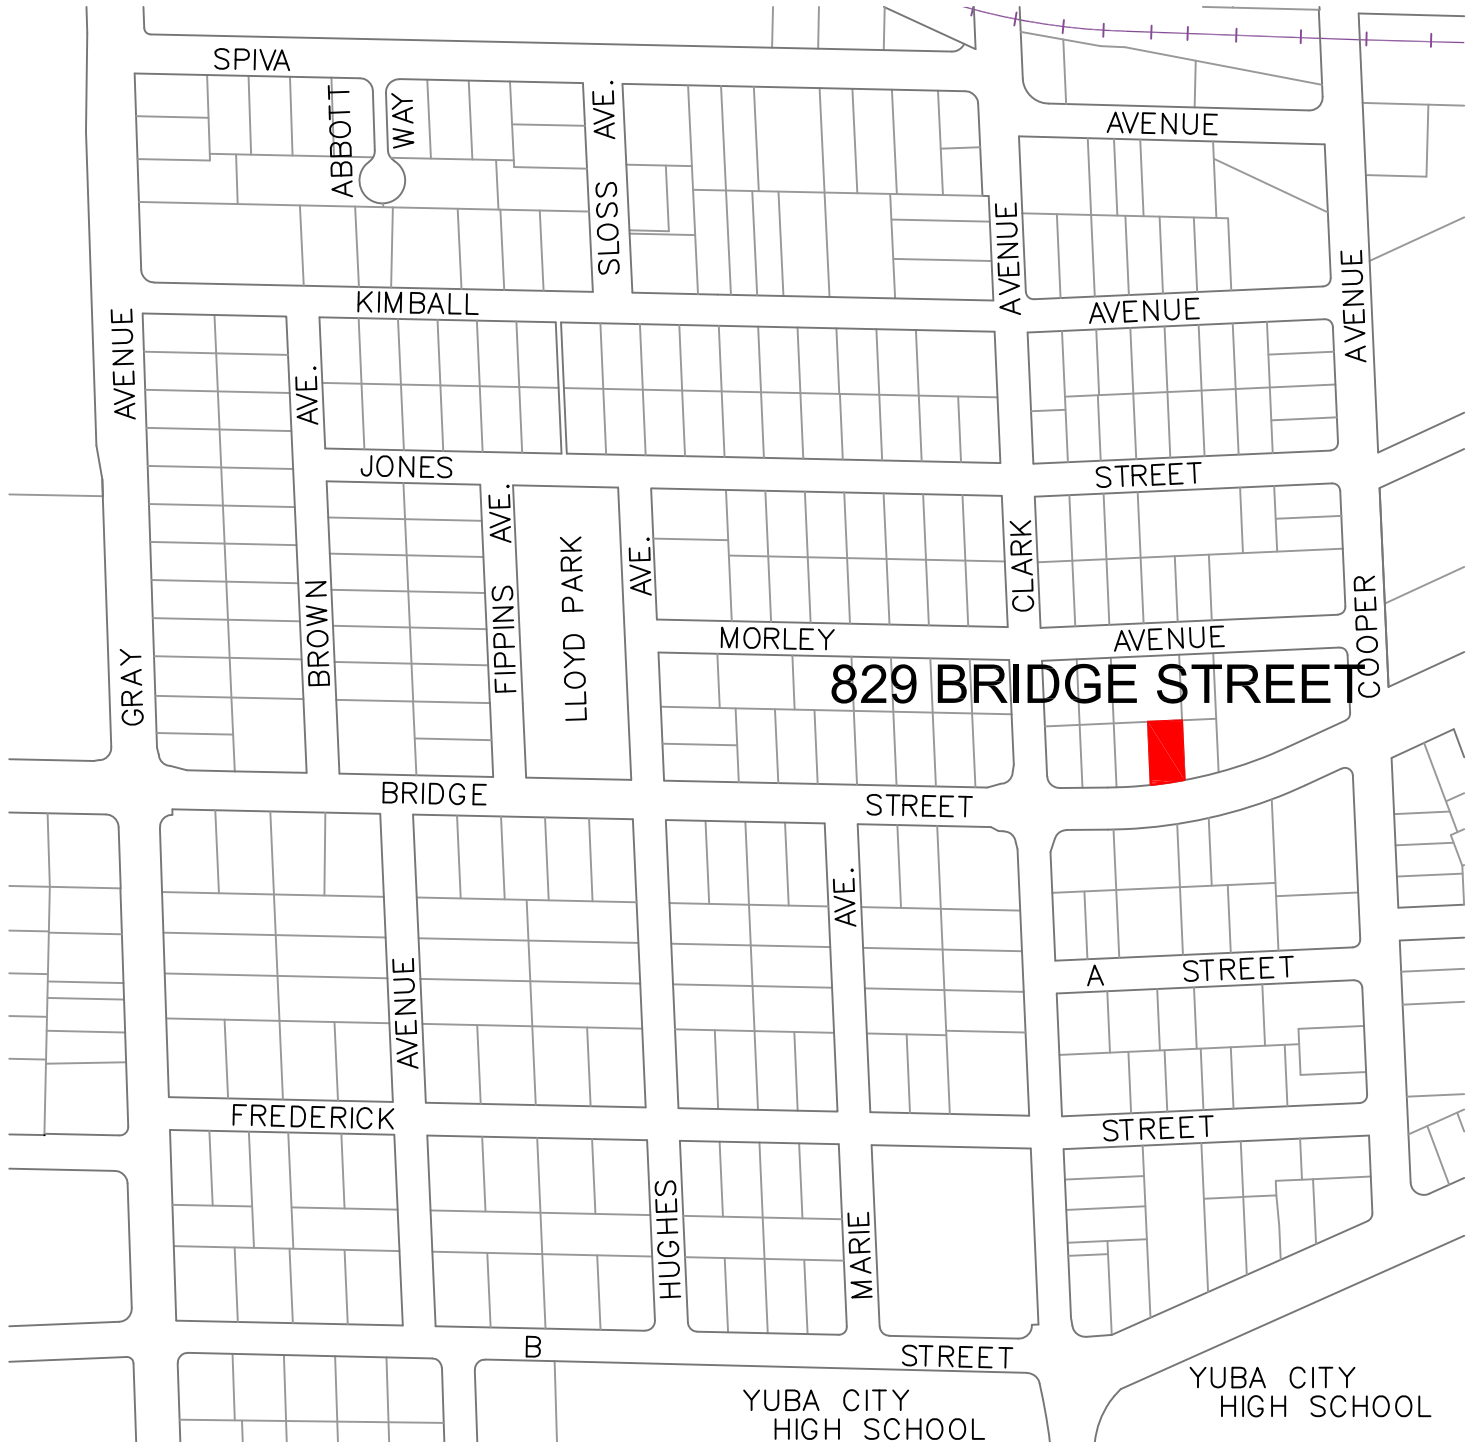 SPIVA
AVENUE
ABBOTT
WAY
SLOSS
AVE.
KIMBALL
AVENUE
AVENUE
AVENUE
AVENUE
AVE.
JONES
STREET
AVE.
AVE.
LLOYD PARK
FIPPINS
BROWN
GRAY
CLARK
COOPER
MORLEY
AVENUE
829 BRIDGE STREET
BRIDGE
STREET
AVE.
AVENUE
A
STREET
FREDERICK
STREET
HUGHES
MARIE
B
STREET
YUBA CITY
HIGH SCHOOL
YUBA CITY
HIGH SCHOOL